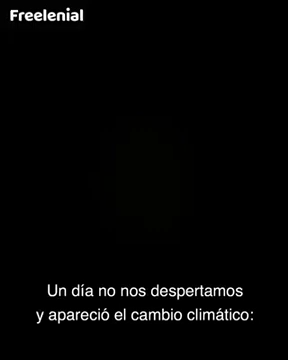 Freelenial
Un día no nos despertamos
y apareció el cambio climático: